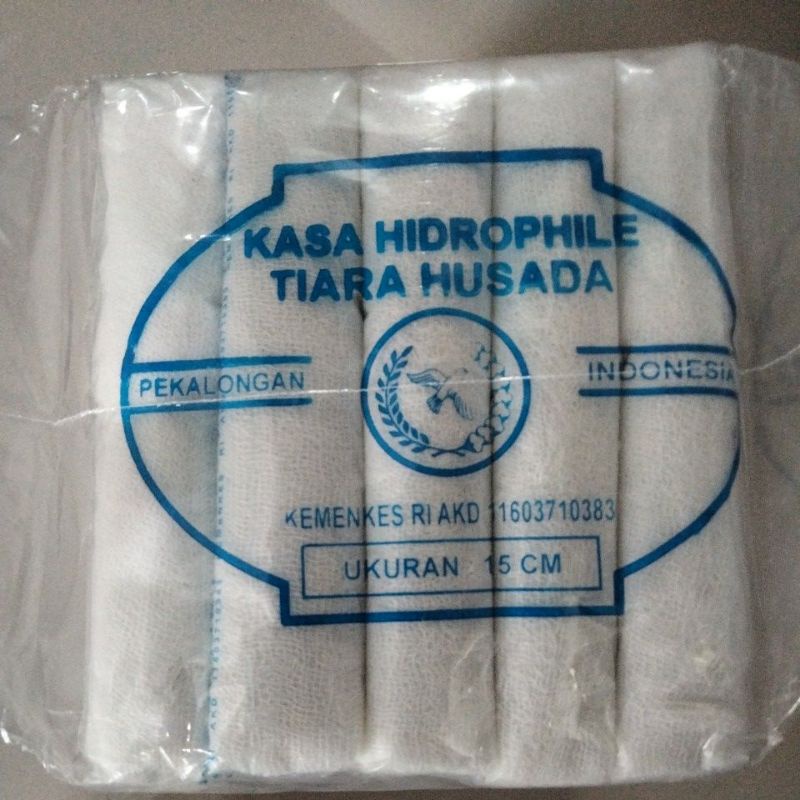 KASA HIDROPHILE
TIARA HUSADA
PEKALONGAN
INDONESIA
KEMENKES RI AKD 11603710383
UKURAN 15 CM